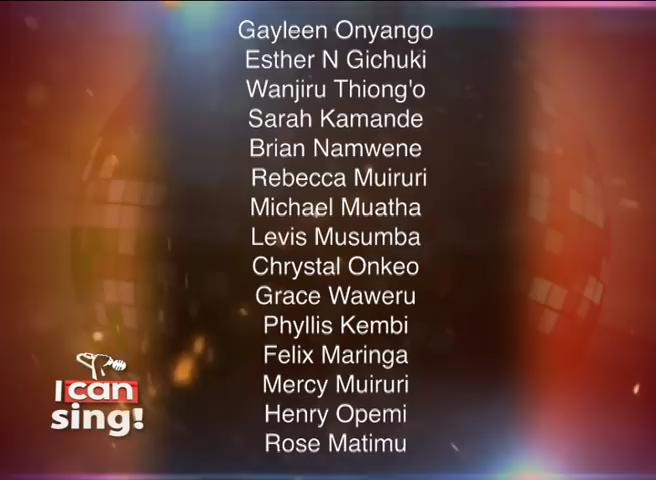 Gayleen Onyango
Esther N Gichuki
Wanjiru Thiong'o
Sarah Kamande
Brian Namwene
Rebecca Muiruri
Michael Muatha
Levis Musumba
Chrystal Onkeo
Grace Waweru
Phyllis Kembi
Felix Maringa
Mercy Muiruri
Henry Opemi
Rose Matimu
I can
sing!